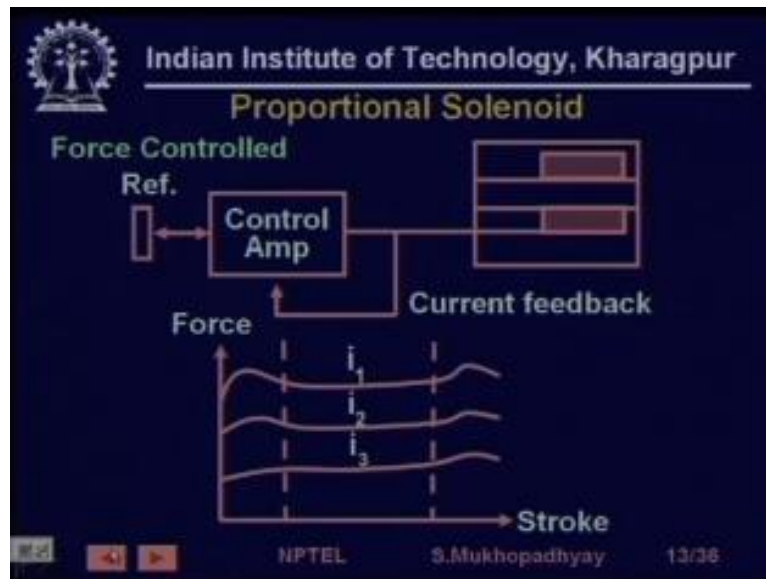 Indian Institute of Technology, Kharagpur
Proportional Solenoid
Force Controlled
Ref.
Control
Amp
Current feedback
Force
i1
i2
i3
Stroke
NPTEL S.Mukhopadhyay 13/36